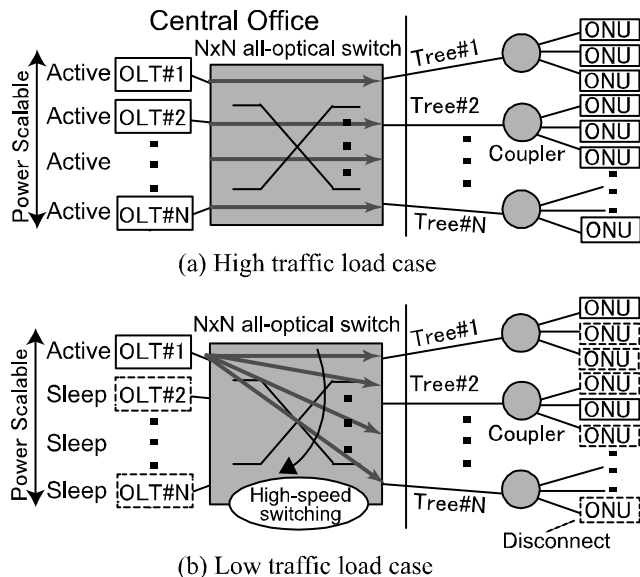 Central Office
NxN all-optical switch
Power Scalable
Active OLT#1
Active OLT#2
Active
Active OLT#N
Tree#1
Tree#2
Tree#N
Coupler
ONU
ONU
ONU
ONU
ONU
ONU
ONU
(a) High traffic load case
NxN all-optical switch
Power Scalable
Active OLT#1
Sleep OLT#2
Sleep
Sleep OLT#N
High-speed
switching
Tree#1
Tree#2
Tree#N
Coupler
ONU
ONU
ONU
ONU
ONU
ONU
ONU
Disconnect
(b) Low traffic load case